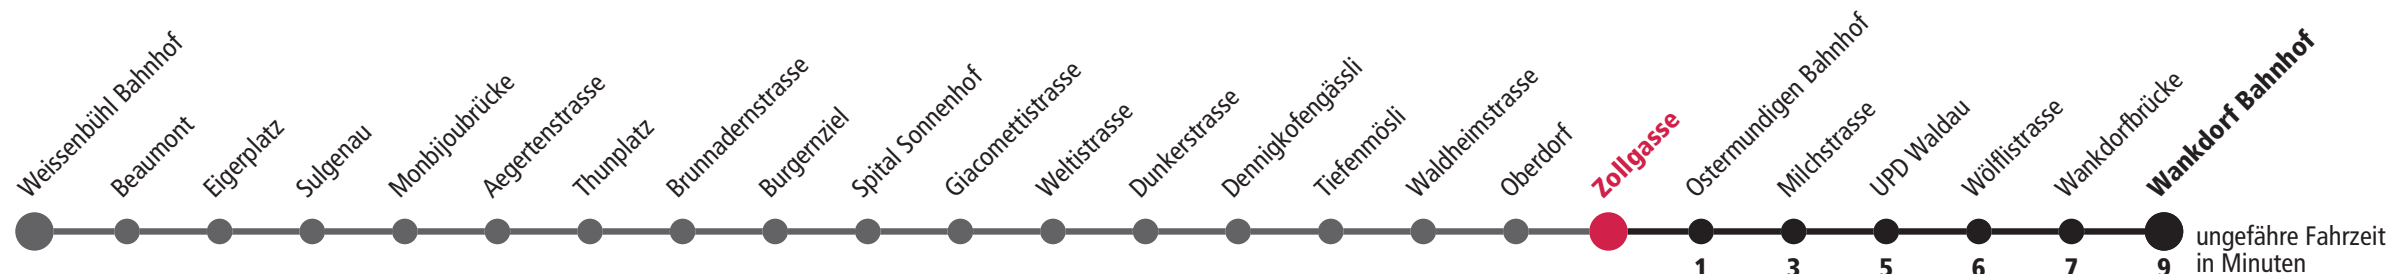 Weissenbühl Bahnhof
Beaumont
Eigerplatz
Sulgenau
Monbijoubrücke
Aegertenstrasse
Thunplatz
Brunnadernstrasse
Burgernziel
Spital Sonnenhof
Giacomettistrasse
Weltistrasse
Dunkerstrasse
Dennigkofengässli
Tiefenmösli
Waldheimstrasse
Oberdorf
Zollgasse
Ostermundigen Bahnhof
Milchstrasse
UPD Waldau
Wölflistrasse
Wankdorfbrücke
Wankdorf Bahnhof
1 3 5 6 7 9
ungefähre Fahrzeit
in Minuten